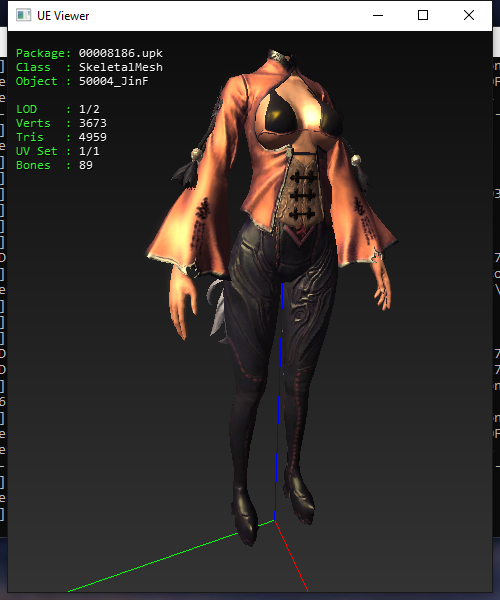 UE Viewer
Package: 00008186.upk
Class  : SkeletalMesh
Object : 50004_JinF
LOD    : 1/2
Verts  : 3673
Tris   : 4959
UV Set : 1/1
Bones  : 89